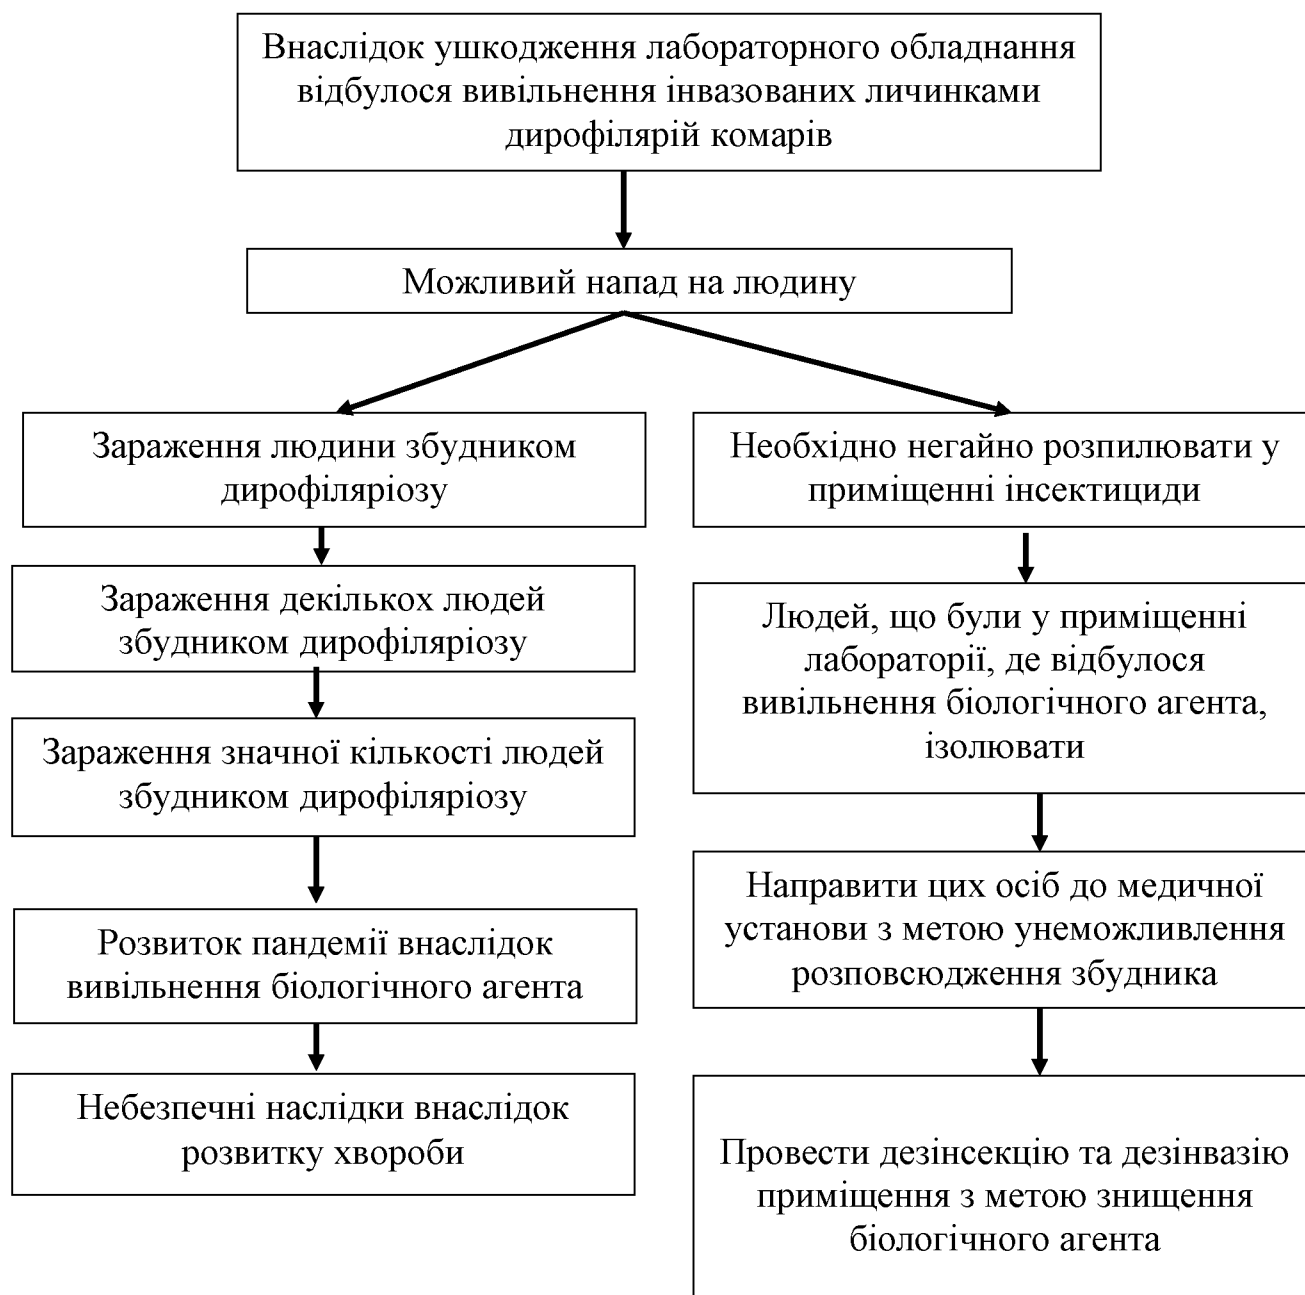 Внаслідок ушкодження лабораторного обладнання
відбулося вивільнення інвазованих личинками
дирофілярій комарів
Можливий напад на людину
Зараження людини збудником
дирофіляріозу
Зараження декількох людей
збудником дирофіляріозу
Зараження значної кількості людей
збудником дирофіляріозу
Розвиток пандемії внаслідок
вивільнення біологічного агента
Небезпечні наслідки внаслідок
розвитку хвороби
Необхідно негайно розпилювати у
приміщенні інсектициди
Людей, що були у приміщенні
лабораторії, де відбулося
вивільнення біологічного агента,
ізолювати
Направити цих осіб до медичної
установи з метою унеможливлення
розповсюдження збудника
Провести дезінсекцію та дезінвазію
приміщення з метою знищення
біологічного агента